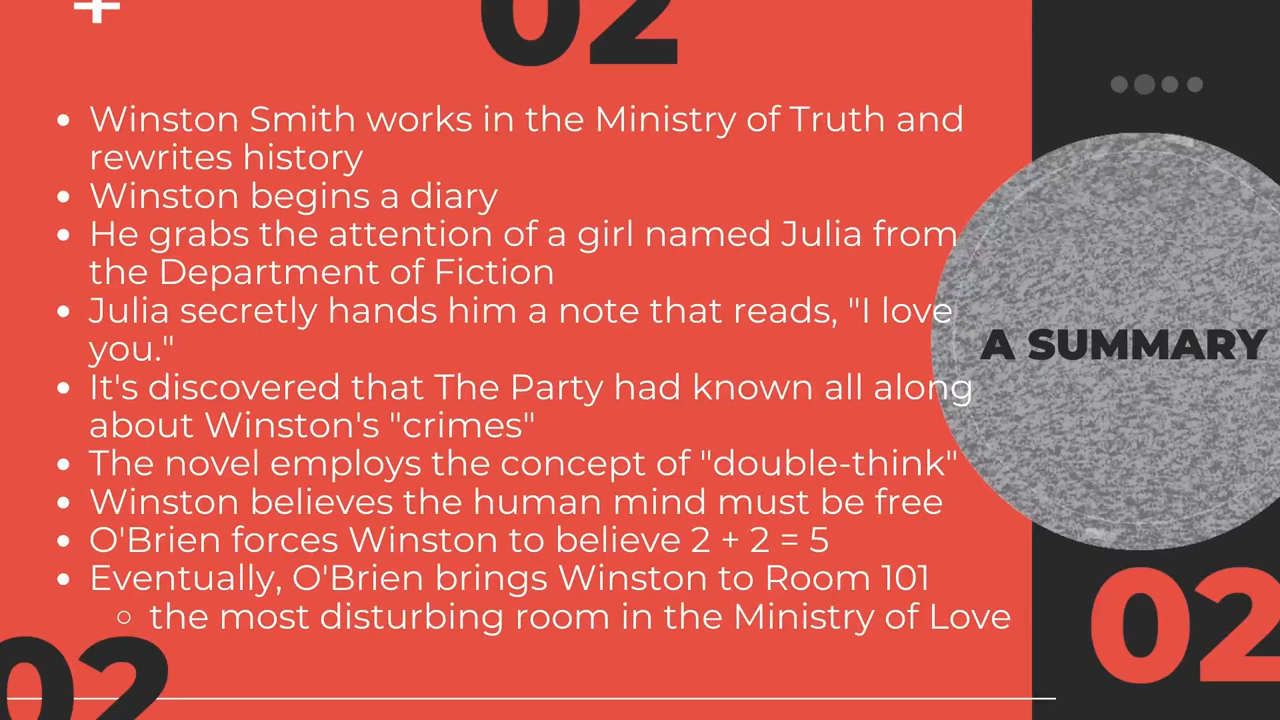 02
• Winston Smith works in the Ministry of Truth and
rewrites history
• Winston begins a diary
• He grabs the attention of a girl named Julia from
the Department of Fiction
• Julia secretly hands him a note that reads, "I love
you."
• It's discovered that The Party had known all along
about Winston's "crimes"
• The novel employs the concept of "double-think"
• Winston believes the human mind must be free
• O'Brien forces Winston to believe 2 + 2 = 5
• Eventually, O'Brien brings Winston to Room 101
○ the most disturbing room in the Ministry of Love
A SUMMARY
02
02